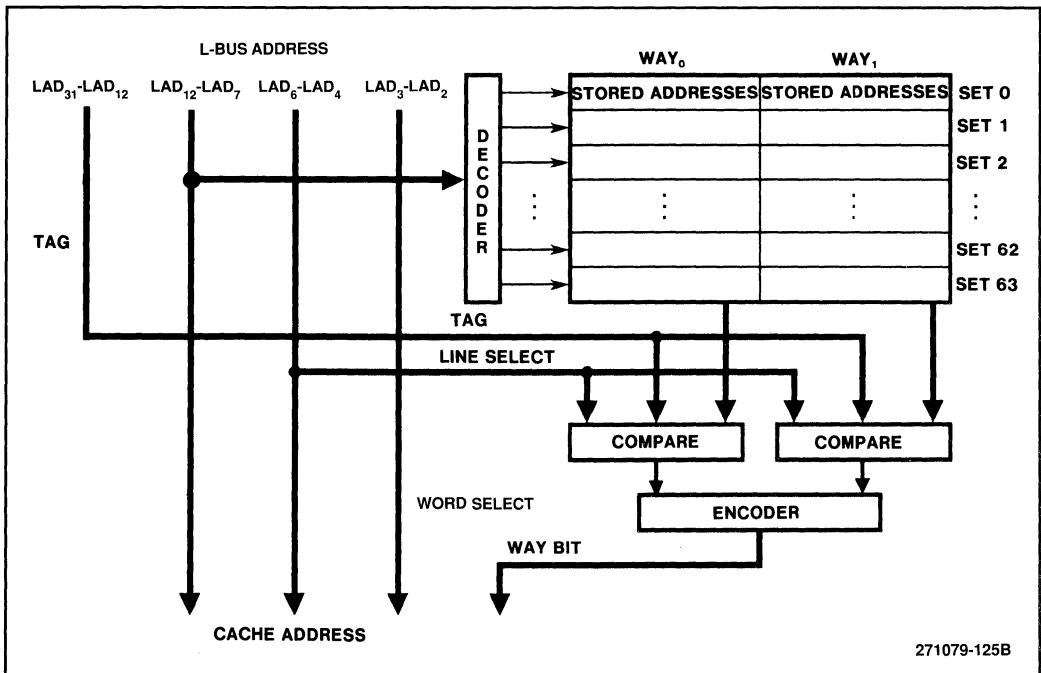 L-BUS ADDRESS
LAD31-LAD12 LAD12-LAD7 LAD6-LAD4 LAD3-LAD2
WAY0 WAY1
DECODER
STORED ADDRESSES STORED ADDRESSES SET 0
SET 1
SET 2
SET 62
SET 63
TAG
TAG
LINE SELECT
COMPARE COMPARE
WORD SELECT
ENCODER
WAY BIT
CACHE ADDRESS
271079-125B